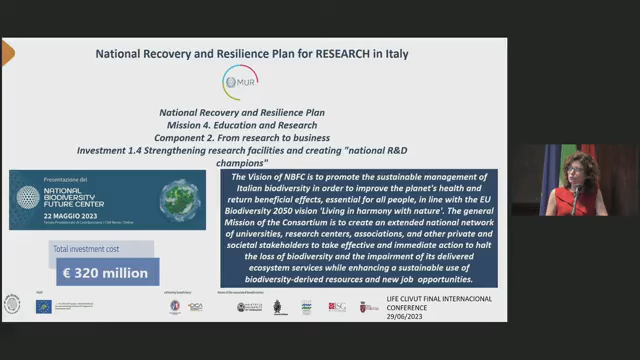 National Recovery and Resilience Plan for RESEARCH in Italy
MUR
National Recovery and Resilience Plan
Mission 4. Education and Research
Component 2. From research to business
Investment 1.4 Strengthening research facilities and creating "national R&D
champions"
Presentazione del
NATIONAL
BIODIVERSITY
FUTURE CENTER
22 MAGGIO 2023
Total investment cost
€ 320 million
The Vision of NBFC is to promote the sustainable management of
Italian biodiversity in order to improve the planet's health and
return beneficial effects, essential for all people, in line with the EU
Biodiversity 2050 vision 'Living in harmony with nature'. The general
Mission of the Consortium is to create an extended national network
of universities, research centers, associations, and other private and
societal stakeholders to take effective and immediate action to halt
the loss of biodiversity and the impairment of its delivered
ecosystem services while enhancing a sustainable use of
biodiversity-derived resources and new job opportunities.
LIFE CLIVUT FINAL INTERNACIONAL
CONFERENCE
29/06/2023